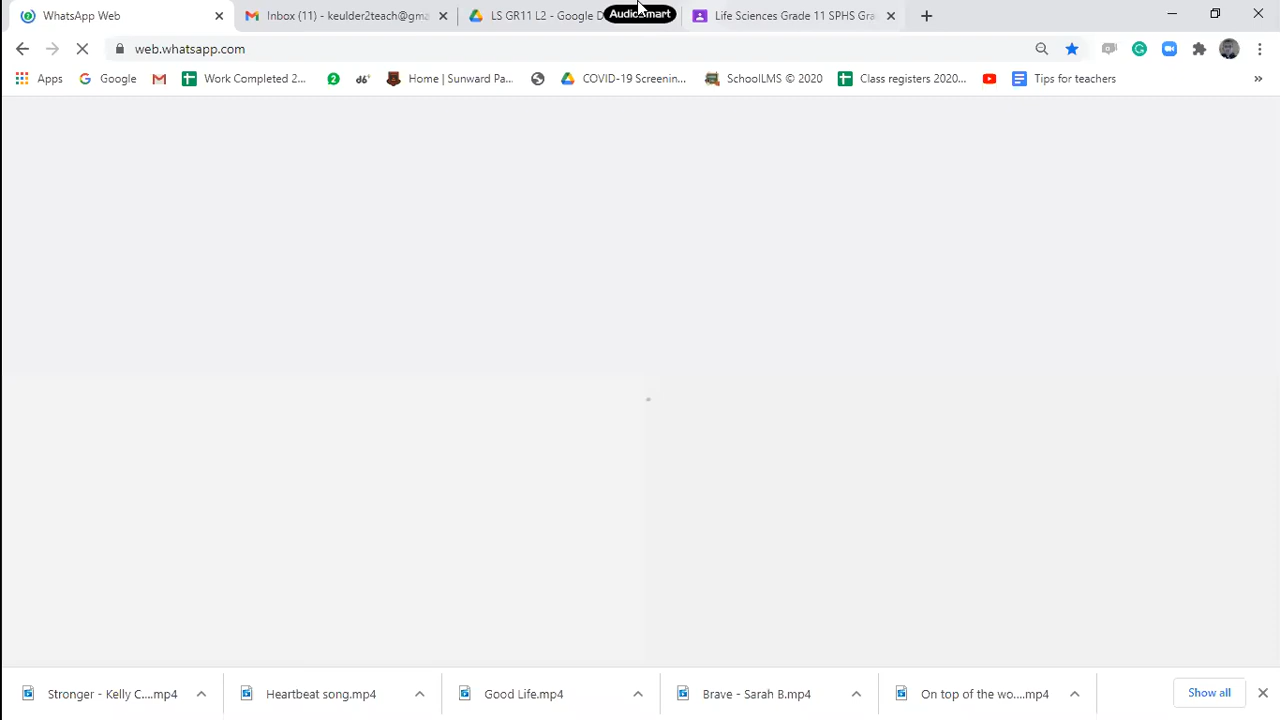 WhatsApp Web
Inbox (11) - keulder2teach@gma
LS GR11 L2 - Google D
AudioSmart
Life Sciences Grade 11 SPHS Gra
web.whatsapp.com
Apps
Google
Work Completed 2...
Home | Sunward Pa...
COVID-19 Screenin...
SchoolLMS © 2020
Class registers 2020...
Tips for teachers
Stronger - Kelly C....mp4
Heartbeat song.mp4
Good Life.mp4
Brave - Sarah B.mp4
On top of the wo....mp4
Show all